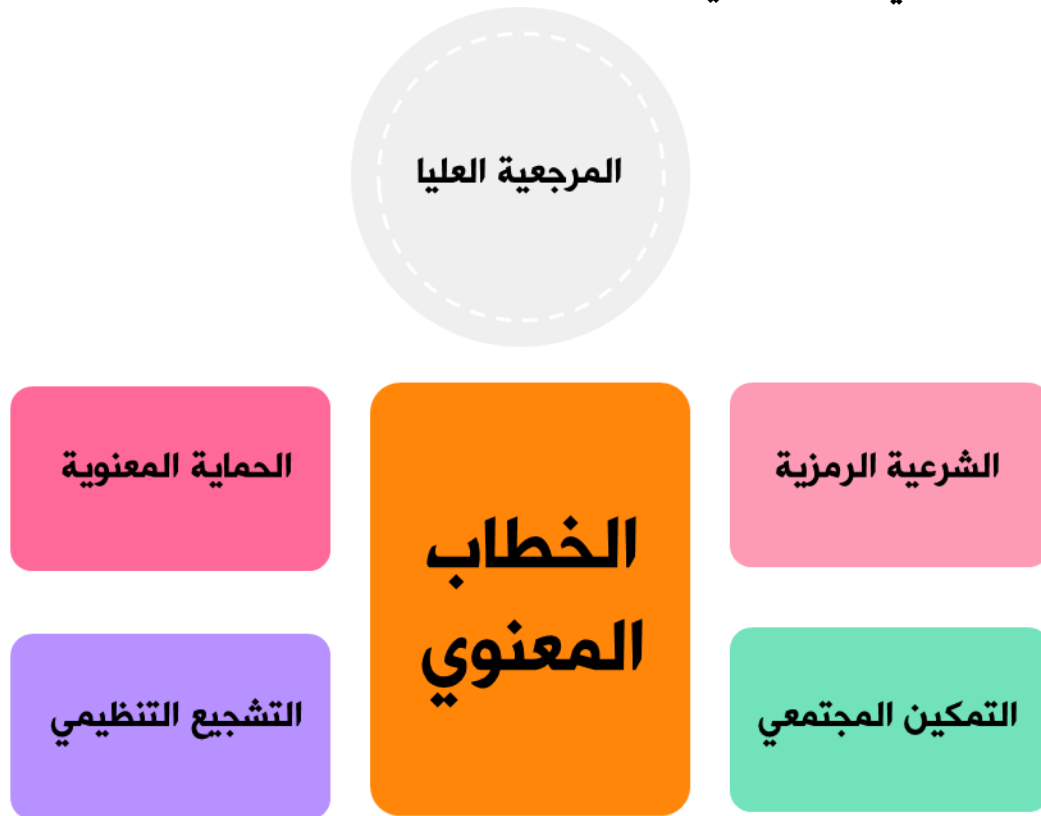 المرجعية العليا
الشرعية الرمزية
الحماية المعنوية
الخطاب
المعنوي
التمكين المجتمعي
التشجيع التنظيمي